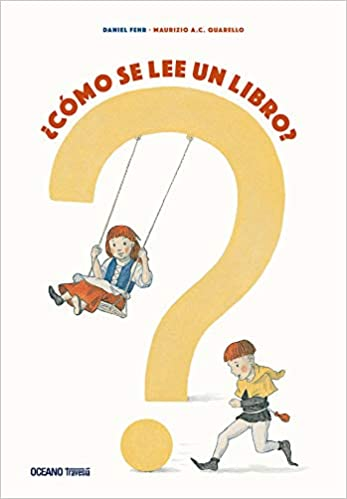 DANIEL FEHR · MAURIZIO A.C. QUARELLO
¿CÓMO SE LEE UN LIBRO?
OCEANO Travesía